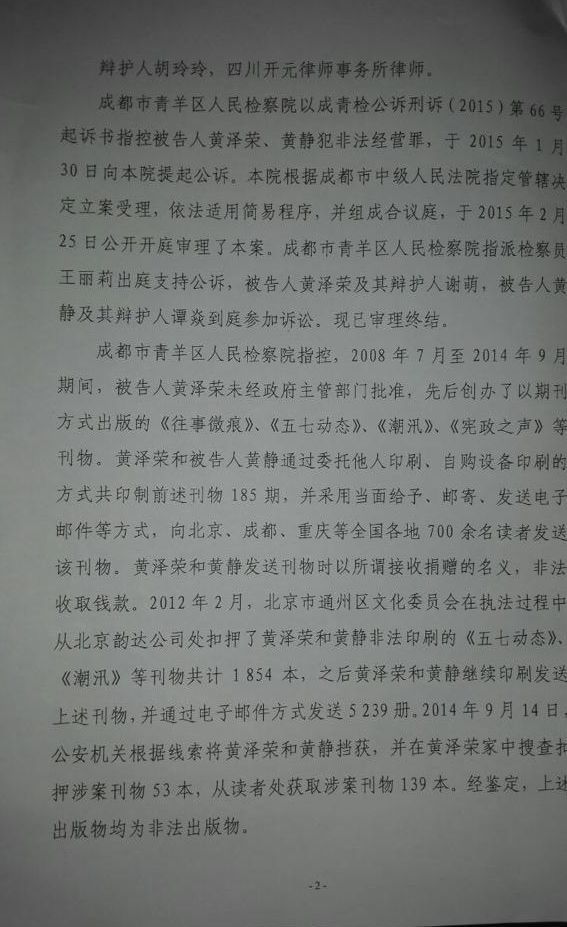 辩护人胡玲玲，四川开元律师事务所律师。
成都市青羊区人民检察院以成青检公诉刑诉(2015)第66号
起诉书指控被告人黄泽荣、黄静犯非法经营罪，于2015年1月
30日向本院提起公诉。本院根据成都市中级人民法院指定管辖决
定立案受理，依法适用简易程序，并组成合议庭，于2015年2月
25日公开开庭审理了本案。成都市青羊区人民检察院指派检察员
王丽莉出庭支持公诉，被告人黄泽荣及其辩护人谢萌，被告人黄
静及其辩护人谭焱到庭参加诉讼。现已审理终结。
成都市青羊区人民检察院指控，2008年7月至2014年9月
期间，被告人黄泽荣未经政府主管部门批准，先后创办了以期刊
方式出版的《往事微痕》、《五七动态》、《潮汛》、《宪政之声》等
刊物。黄泽荣和被告人黄静通过委托他人印刷、自购设备印刷的
方式共印制前述刊物185期，并采用当面给予、邮寄、发送电子
邮件等方式，向北京、成都、重庆等全国各地700余名读者发送
该刊物。黄泽荣和黄静发送刊物时以所谓接收捐赠的名义，非法
收取钱款。2012年2月，北京市通州区文化委员会在执法过程中
从北京韵达公司处扣押了黄泽荣和黄静非法印刷的《五七动态》、
《潮汛》等刊物共计1854本，之后黄泽荣和黄静继续印刷发送
上述刊物，并通过电子邮件方式发送5239册。2014年9月14日，
公安机关根据线索将黄泽荣和黄静挡获，并在黄泽荣家中搜查扣
押涉案刊物53本，从读者处获取涉案刊物139本。经鉴定，上述
出版物均为非法出版物。
-2-